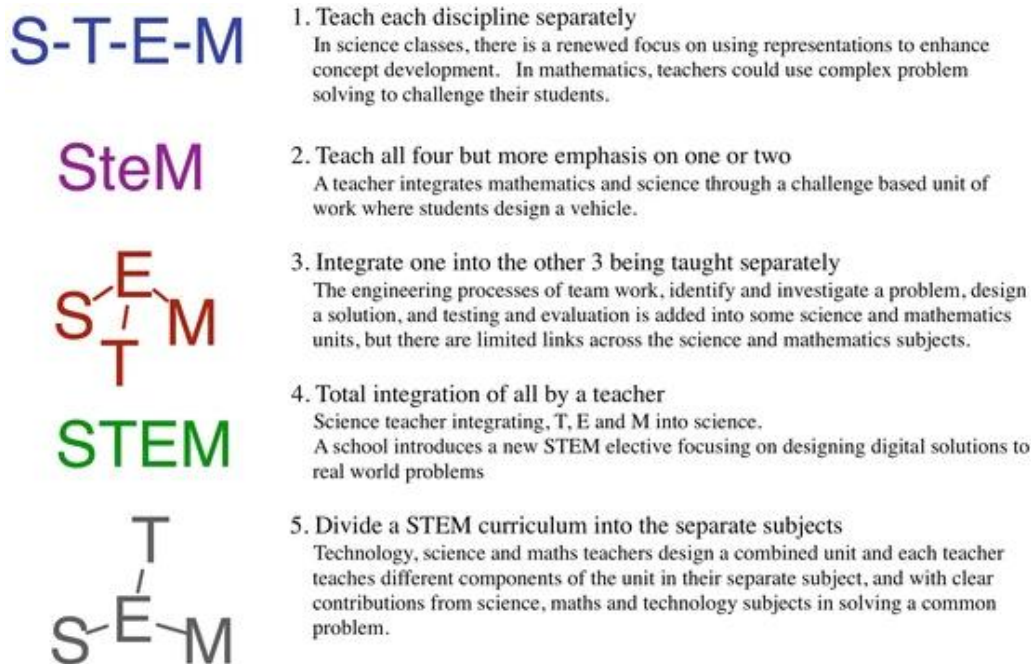 S-T-E-M
1. Teach each discipline separately
In science classes, there is a renewed focus on using representations to enhance
concept development. In mathematics, teachers could use complex problem
solving to challenge their students.
SteM
2. Teach all four but more emphasis on one or two
A teacher integrates mathematics and science through a challenge based unit of
work where students design a vehicle.
E
S M
T
3. Integrate one into the other 3 being taught separately
The engineering processes of team work, identify and investigate a problem, design
a solution, and testing and evaluation is added into some science and mathematics
units, but there are limited links across the science and mathematics subjects.
STEM
4. Total integration of all by a teacher
Science teacher integrating, T, E and M into science.
A school introduces a new STEM elective focusing on designing digital solutions to
real world problems
T
S E M
5. Divide a STEM curriculum into the separate subjects
Technology, science and maths teachers design a combined unit and each teacher
teaches different components of the unit in their separate subject, and with clear
contributions from science, maths and technology subjects in solving a common
problem.